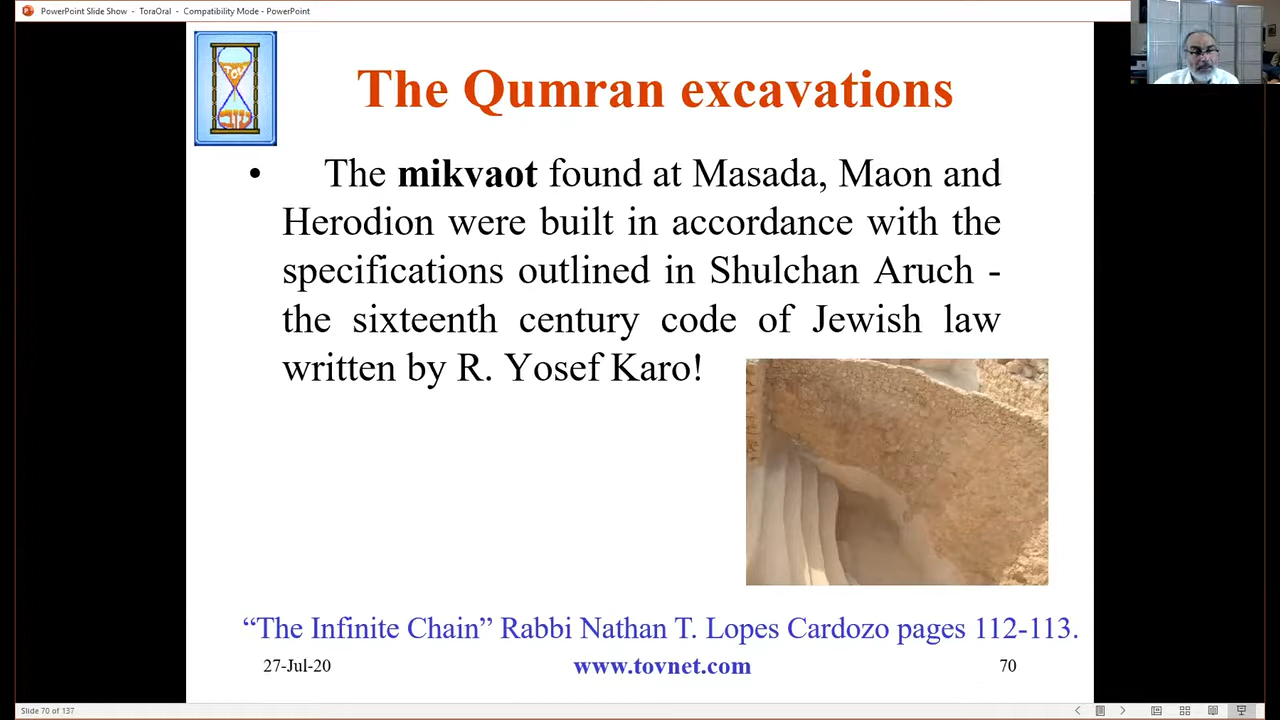 PowerPoint Slide Show - ToraOral - Compatibility Mode - PowerPoint
The Qumran excavations
• The mikvaot found at Masada, Maon and
Herodion were built in accordance with the
specifications outlined in Shulchan Aruch -
the sixteenth century code of Jewish law
written by R. Yosef Karo!
“The Infinite Chain” Rabbi Nathan T. Lopes Cardozo pages 112-113.
27-Jul-20
www.tovnet.com
70
Slide 70 of 137